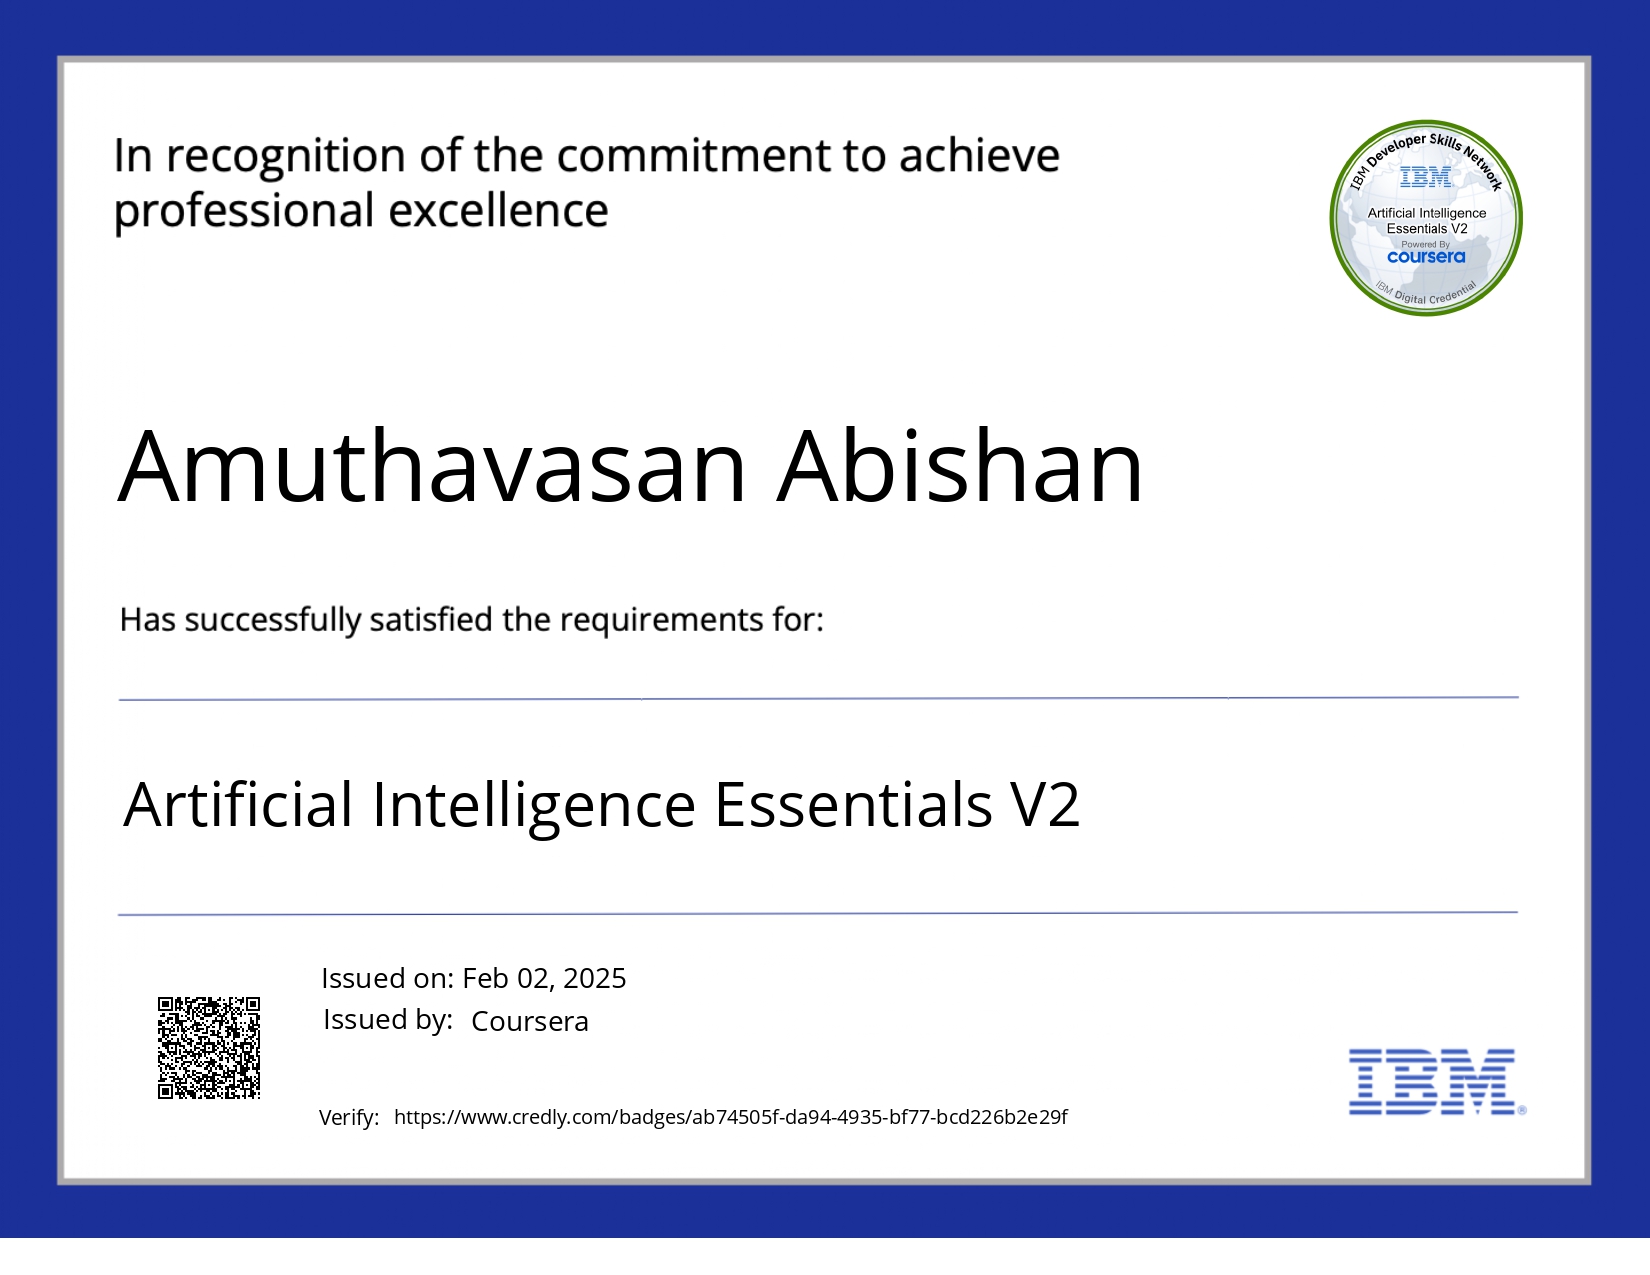 In recognition of the commitment to achieve
professional excellence
IBM Developer Skills Network
IBM
Artificial Intelligence
Essentials V2
Powered By
coursera
IBM Digital Credential
Amuthavasan Abishan
Has successfully satisfied the requirements for:
Artificial Intelligence Essentials V2
Issued on: Feb 02, 2025
Issued by: Coursera
IBM®
Verify: https://www.credly.com/badges/ab74505f-da94-4935-bf77-bcd226b2e29f